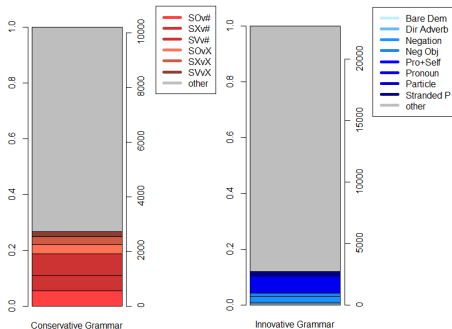 1.0
0.8
0.6
0.4
0.2
0.0
10000
8000
6000
4000
2000
0
SOv#
SXv#
SVv#
SOvX
SXvX
SVvX
other
Conservative Grammar
1.0
0.8
0.6
0.4
0.2
0.0
20000
15000
10000
5000
0
Bare Dem
Dir Adverb
Negation
Neg Obj
Pro+Self
Pronoun
Particle
Stranded P
other
Innovative Grammar